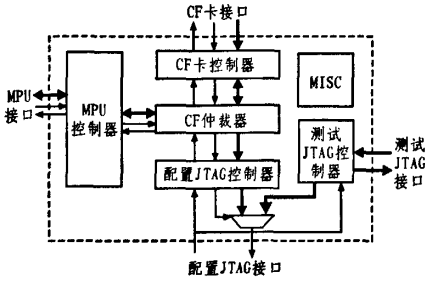 CF卡接口
CF卡控制器
MISC
MPU
接口
MPU
控制器
CF仲裁器
测试
JTAG控
制器
测试
JTAG
接口
配置JTAG控制器
配置JTAG接口